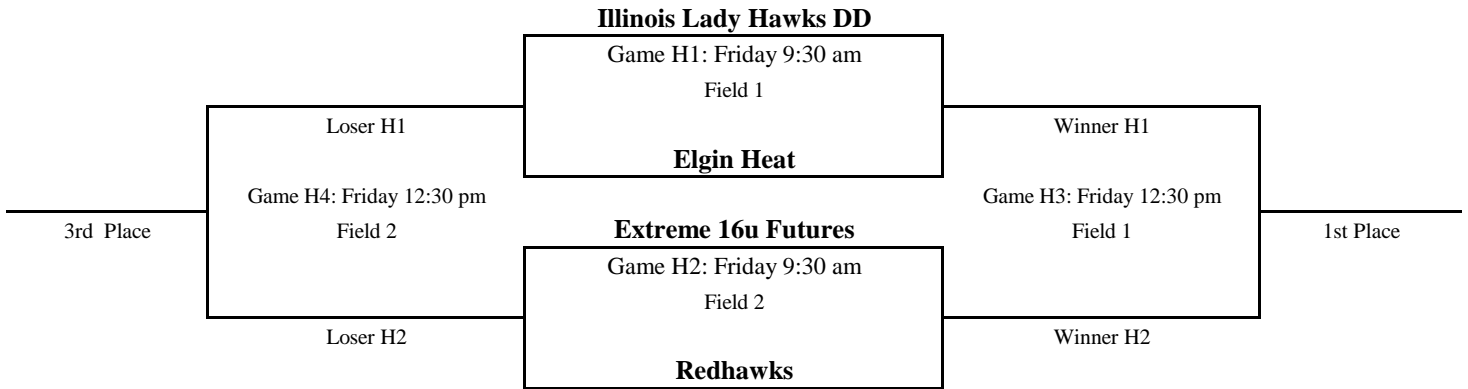 Illinois Lady Hawks DD
Game H1: Friday 9:30 am
Field 1
Loser H1
Winner H1
Elgin Heat
Game H4: Friday 12:30 pm
Game H3: Friday 12:30 pm
3rd Place
Field 2
Extreme 16u Futures
Field 1
1st Place
Game H2: Friday 9:30 am
Field 2
Loser H2
Winner H2
Redhawks